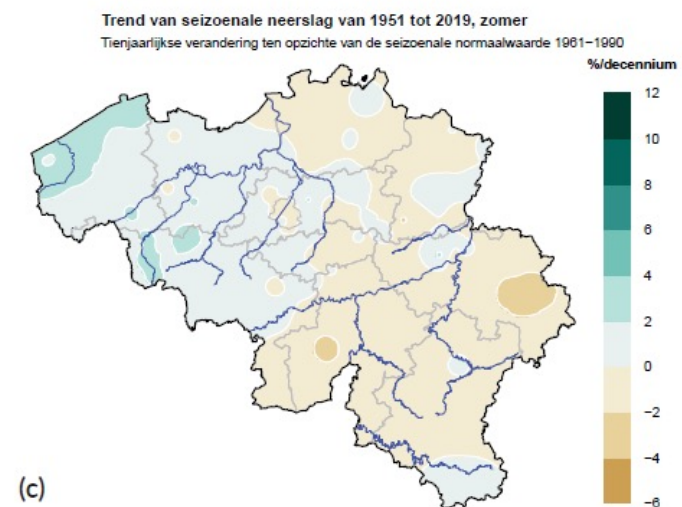 Trend van seizoenale neerslag van 1951 tot 2019, zomer
Tienjaarlijkse verandering ten opzichte van de seizoenale normaalwaarde 1961−1990
%/decennium
12
10
8
6
4
2
0
−2
−4
−6
(c)